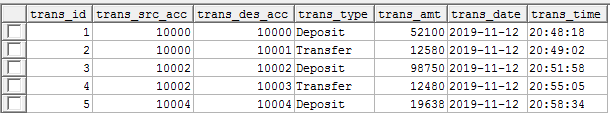 trans_id trans_src_acc trans_des_acc trans_type trans_amt trans_date trans_time
1 10000 10000 Deposit 52100 2019-11-12 20:48:18
2 10000 10001 Transfer 12580 2019-11-12 20:49:02
3 10002 10002 Deposit 98750 2019-11-12 20:51:58
4 10002 10003 Transfer 12480 2019-11-12 20:55:05
5 10004 10004 Deposit 19638 2019-11-12 20:58:34